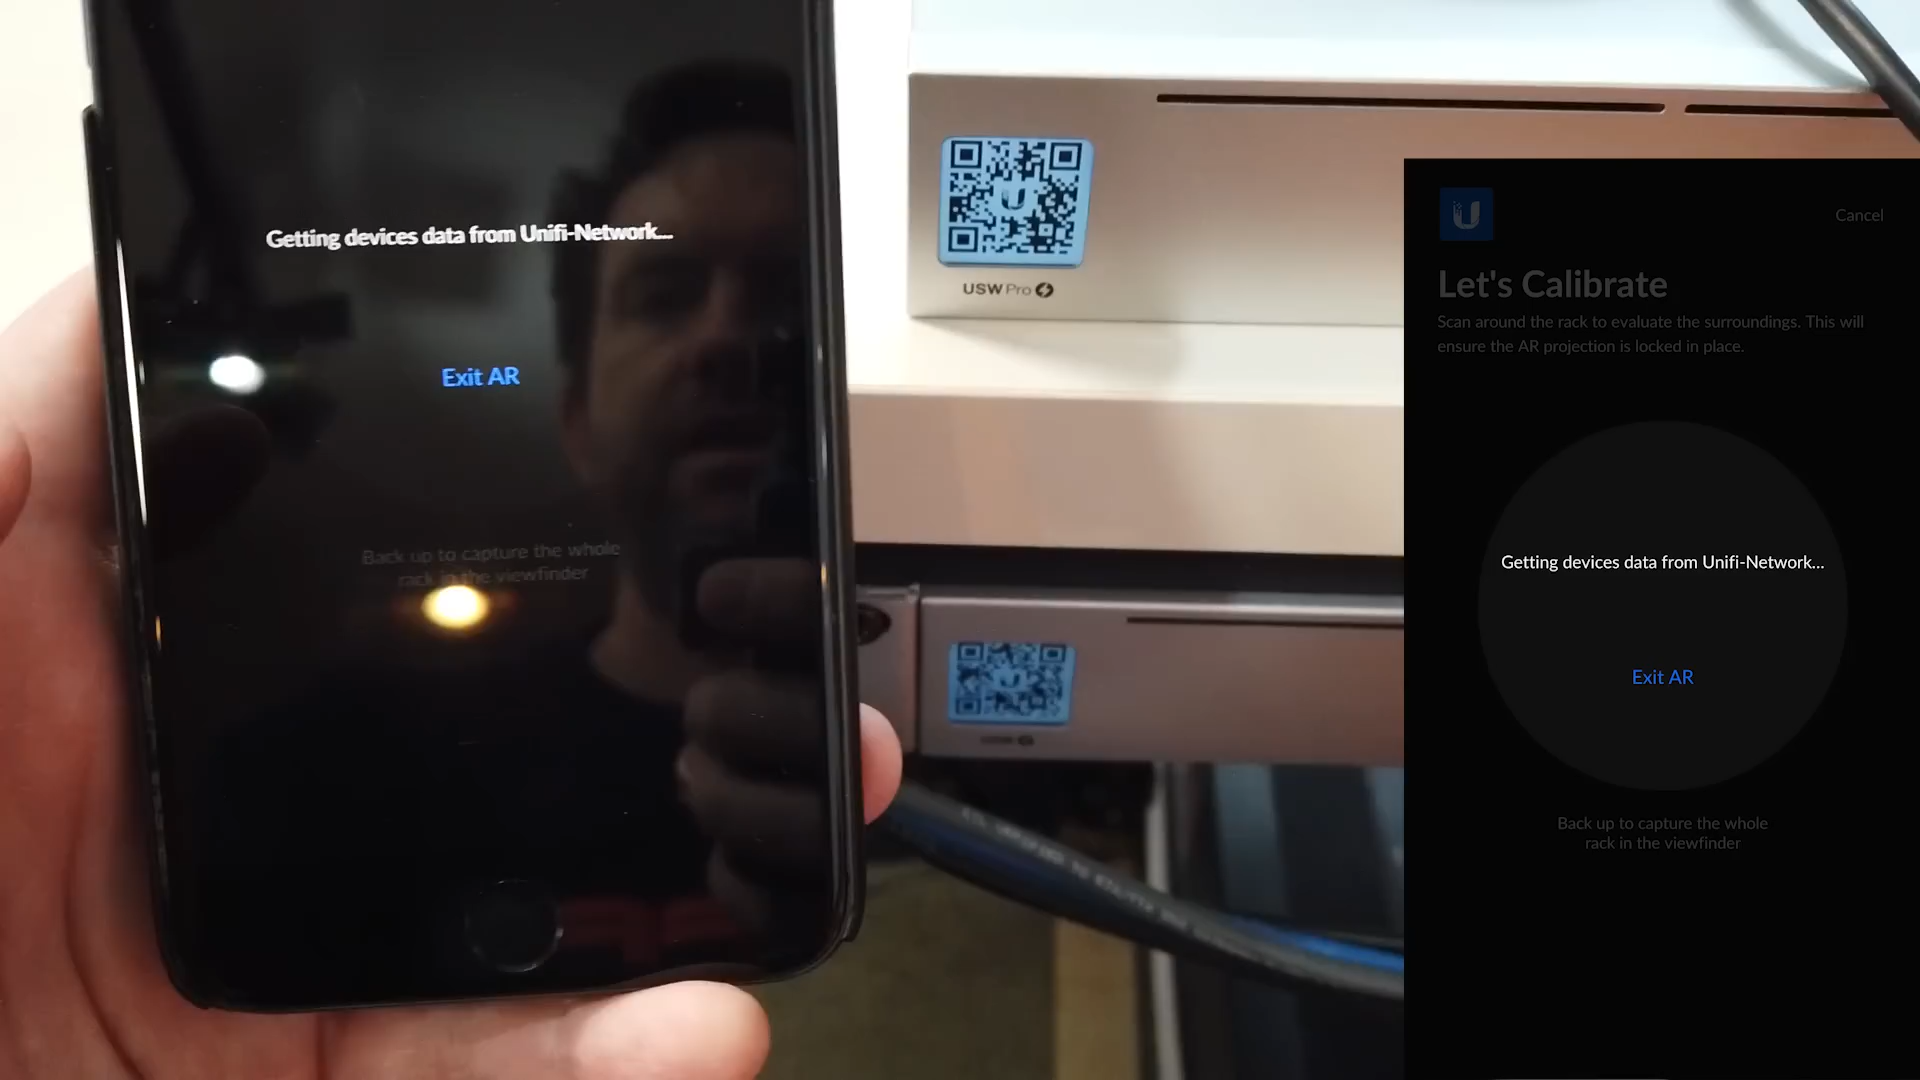 Getting devices data from Unifi-Network...
Exit AR
Back up to capture the whole
rack in the viewfinder
USW Pro
Cancel
Let's Calibrate
Scan around the rack to evaluate the surroundings. This will
ensure the AR projection is locked in place.
Getting devices data from Unifi-Network...
Exit AR
Back up to capture the whole
rack in the viewfinder